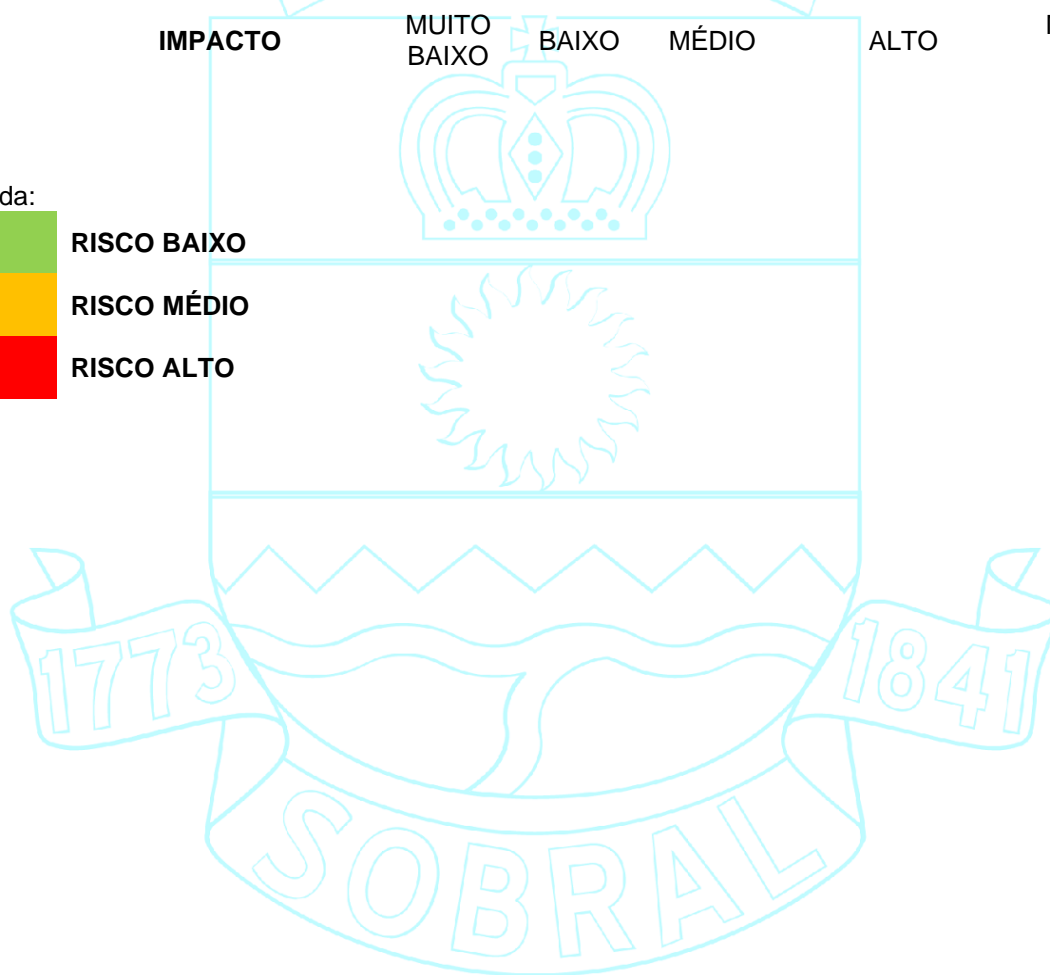 IMPACTO MUITO BAIXO BAIXO MÉDIO ALTO
da:
RISCO BAIXO
RISCO MÉDIO
RISCO ALTO
1773 1841
SOBRAL